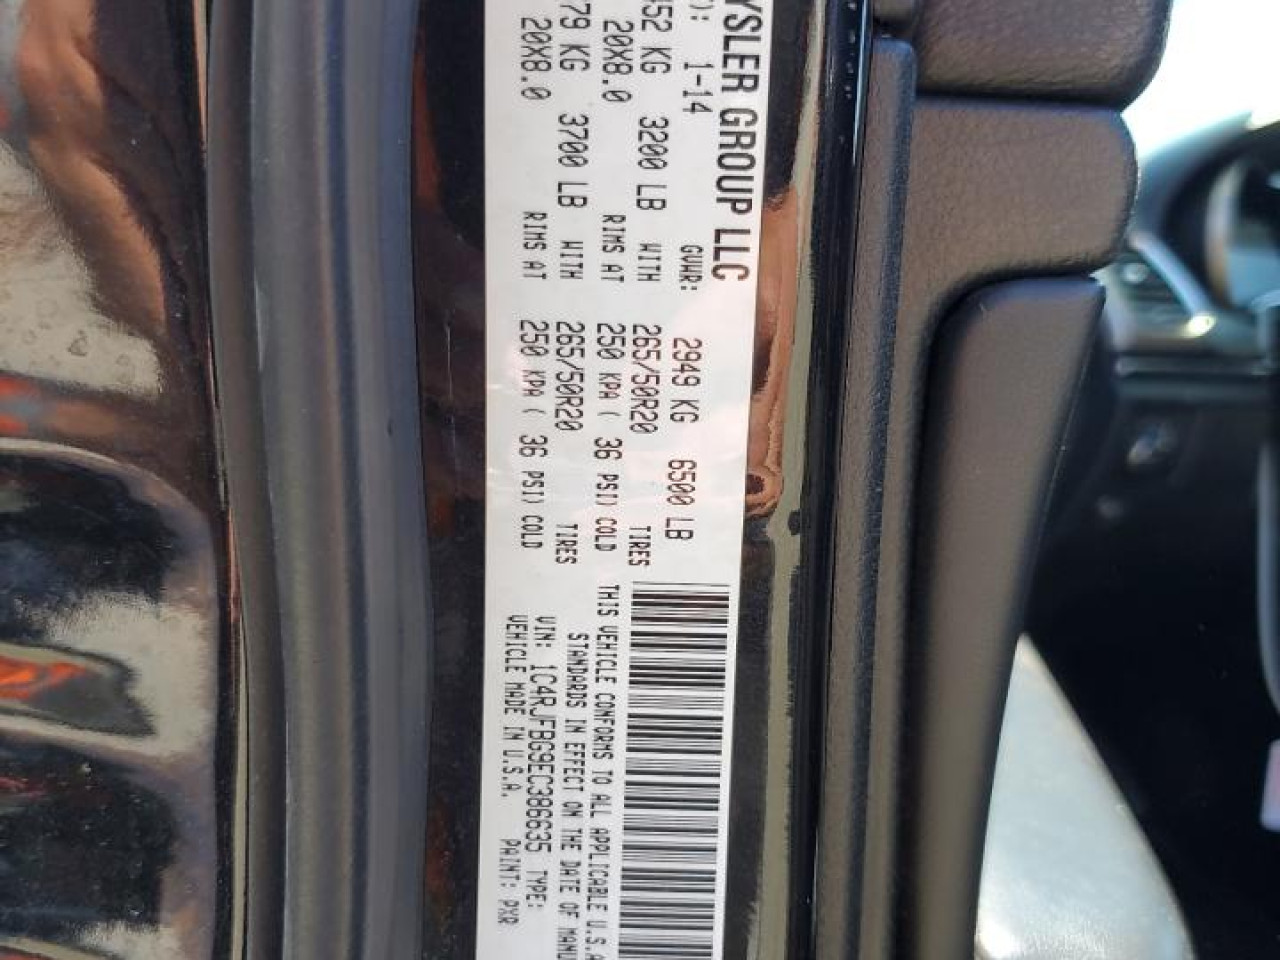 YSLER GROUP LLC
): 1-14 GVWR: 2949 KG 6500 LB
452 KG 3200 LB WITH 265/50R20 TIRES
20X8.0 RIMS AT 250 KPA ( 36 PSI) COLD
79 KG 3700 LB WITH 265/50R20 TIRES
20X8.0 RIMS AT 250 KPA ( 36 PSI) COLD
THIS VEHICLE CONFORMS TO ALL APPLICABLE U.S.A
STANDARDS IN EFFECT ON THE DATE OF MANU
VIN: 1C4RJFBG9EC386635 TYPE:
VEHICLE MADE IN U.S.A. PAINT: PXR